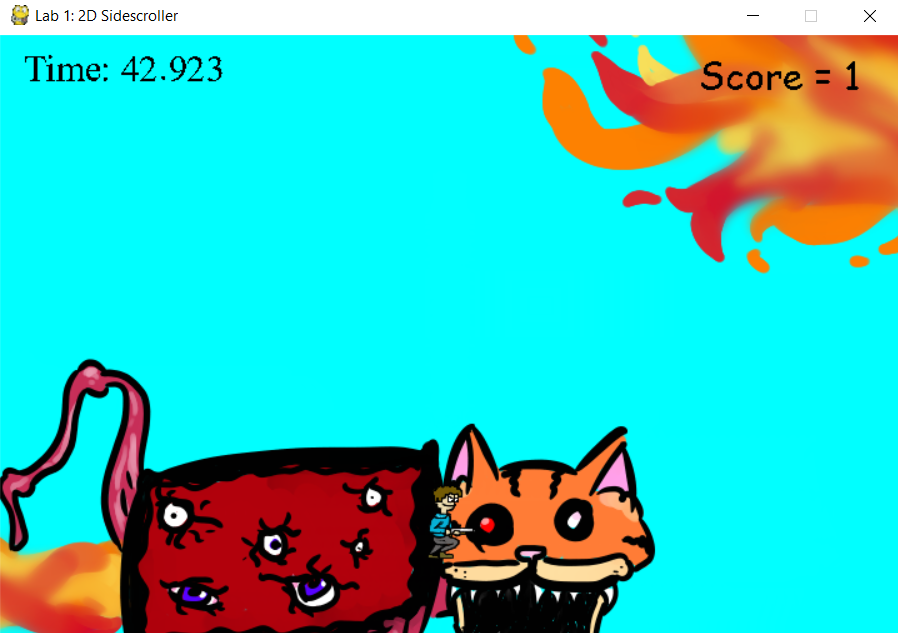 Lab 1: 2D Sidescroller
Time: 42.923
Score = 1